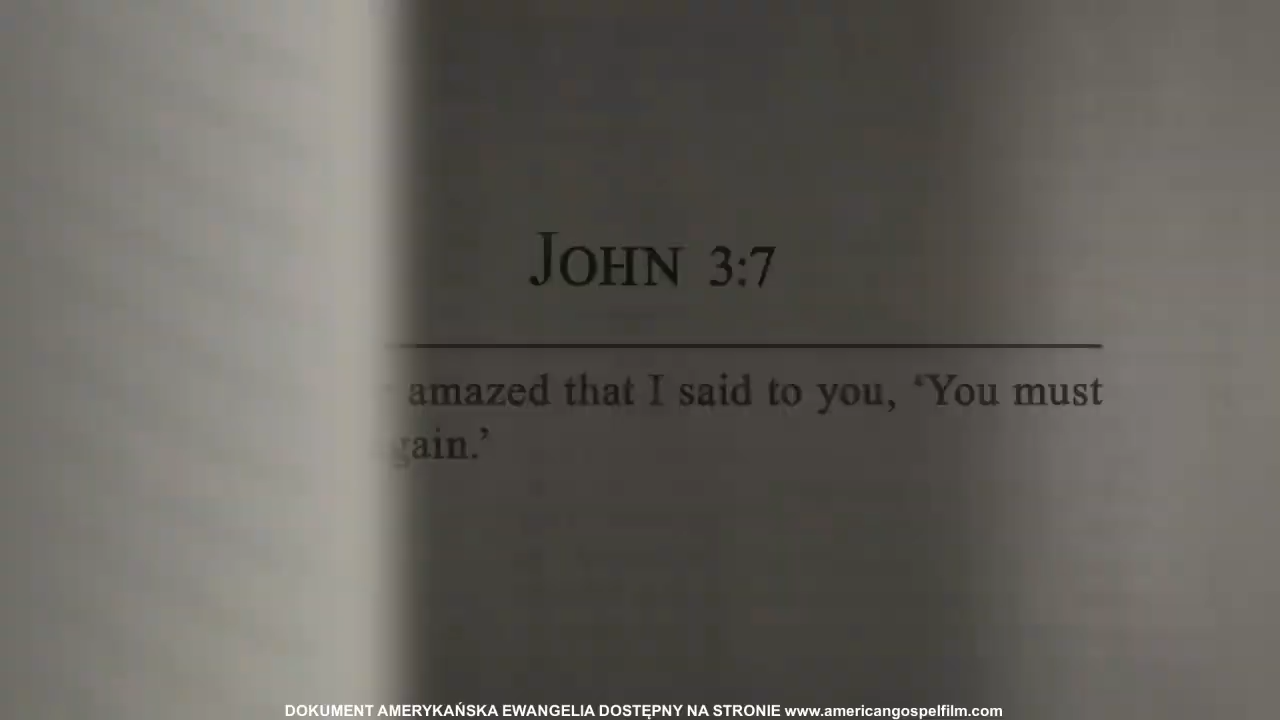 JOHN 3:7
amazed that I said to you, ‘You must
gain.’
DOKUMENT AMERYKAŃSKA EWANGELIA DOSTĘPNY NA STRONIE www.americangospelfilm.com